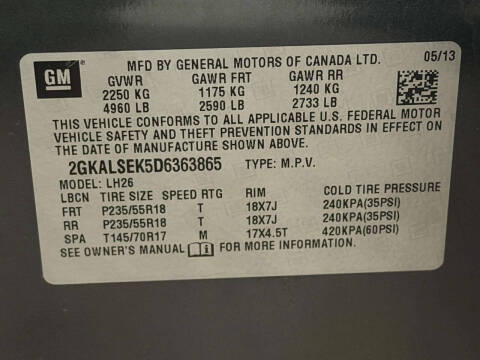 GM
MFD BY GENERAL MOTORS OF CANADA LTD. 05/13
GVWR GAWR FRT GAWR RR
2250 KG 1175 KG 1240 KG
4960 LB 2590 LB 2733 LB
THIS VEHICLE CONFORMS TO ALL APPLICABLE U.S. FEDERAL MOTOR
VEHICLE SAFETY AND THEFT PREVENTION STANDARDS IN EFFECT ON
THE DATE OF MANUFACTURE SHOWN ABOVE.
2GKALSEK5D6363865 TYPE: M.P.V.
MODEL: LH26
LBCN TIRE SIZE SPEED RTG RIM COLD TIRE PRESSURE
FRT P235/55R18 T 18X7J 240KPA(35PSI)
RR P235/55R18 T 18X7J 240KPA(35PSI)
SPA T145/70R17 M 17X4.5T 420KPA(60PSI)
SEE OWNER'S MANUAL FOR MORE INFORMATION.